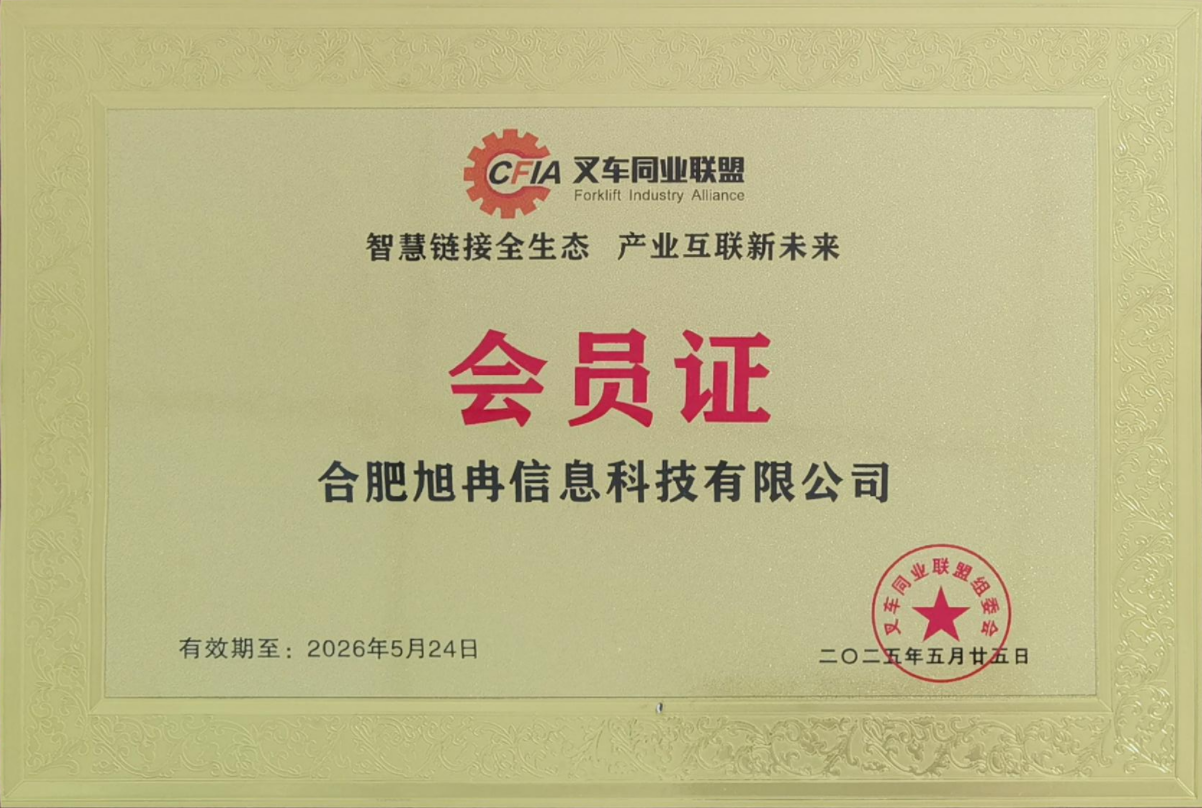 CFIA 叉车同业联盟
Forklift Industry Alliance
智慧链接全生态 产业互联新未来
会员证
合肥旭冉信息科技有限公司
叉车同业联盟组委会
有效期至：2026年5月24日
二〇二五年五月廿五日